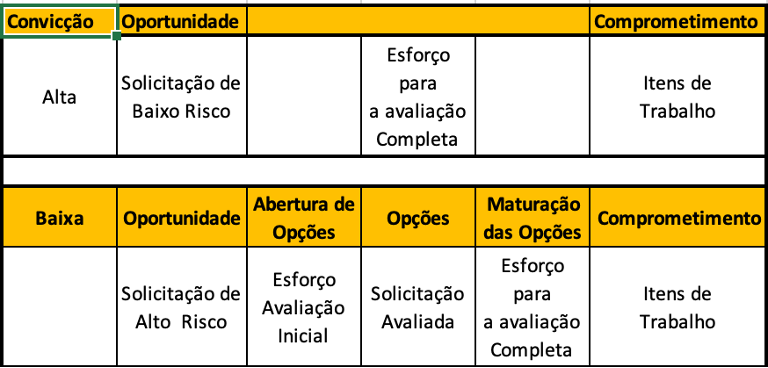 Convicção Oportunidade Comprometimento
Alta
Solicitação de
Baixo Risco
Esforço
para
a avaliação
Completa
Itens de
Trabalho
Baixa
Oportunidade
Abertura de
Opções
Opções
Maturação
das Opções
Comprometimento
Solicitação de
Alto Risco
Esforço
Avaliação
Inicial
Solicitação
Avaliada
Esforço
para
a avaliação
Completa
Itens de
Trabalho